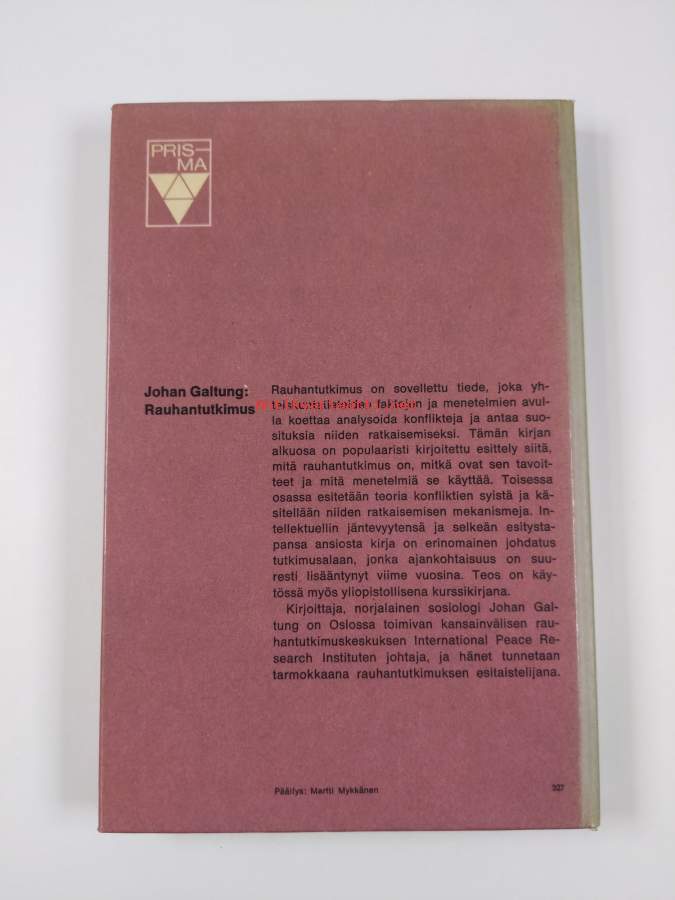 PRIS—
MA
Johan Galtung:
Rauhantutkimus
Rauhantutkimus on sovellettu tiede, joka yh-
teiskuntatieteen faktojen ja menetelmien avul-
la koettaa analysoida konflikteja ja antaa suo-
situksia niiden ratkaisemiseksi. Tämän kirjan
alkuosa on populaaristi kirjoitettu esittely siitä,
mitä rauhantutkimus on, mitkä ovat sen tavoit-
teet ja mitä menetelmiä se käyttää. Toisessa
osassa esitetään teoria konfliktien syistä ja kä-
sitellään niiden ratkaisemisen mekanismeja. In-
tellektuellin jäntevyytensä ja selkeän esitysta-
pansa ansiosta kirja on erinomainen johdatus
tutkimusalaan, jonka ajankohtaisuus on suu-
resti lisääntynyt viime vuosina. Teos on käy-
tössä myös yliopistollisena kurssikirjana.
Kirjoittaja, norjalainen sosiologi Johan Gal-
tung on Oslossa toimivan kansainvälisen rau-
hantutkimuskeskuksen International Peace Re-
search Instituten johtaja, ja hänet tunnetaan
tarmokkaana rauhantutkimuksen esitaistelijana.
Päällys: Martti Mykkänen
327